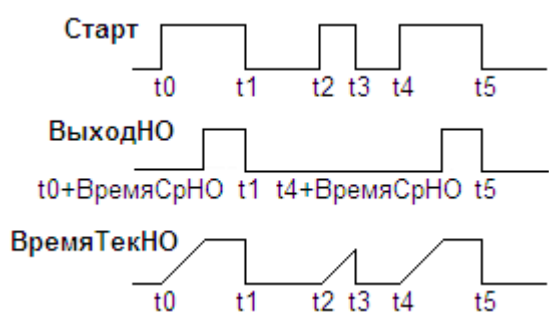 Старт
t0 t1 t2 t3 t4 t5
ВыходНО
t0+ВремяСрНО t1 t4+ВремяСрНО t5
ВремяТекНО
t0 t1 t2 t3 t4 t5